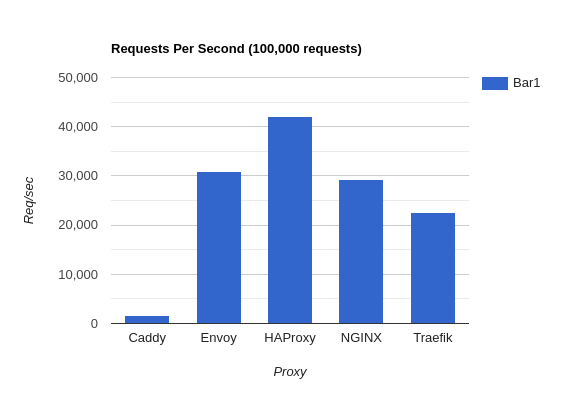 Requests Per Second (100,000 requests)
50,000
40,000
30,000
20,000
10,000
0
Req/sec
Caddy Envoy HAProxy NGINX Traefik
Proxy
Bar1